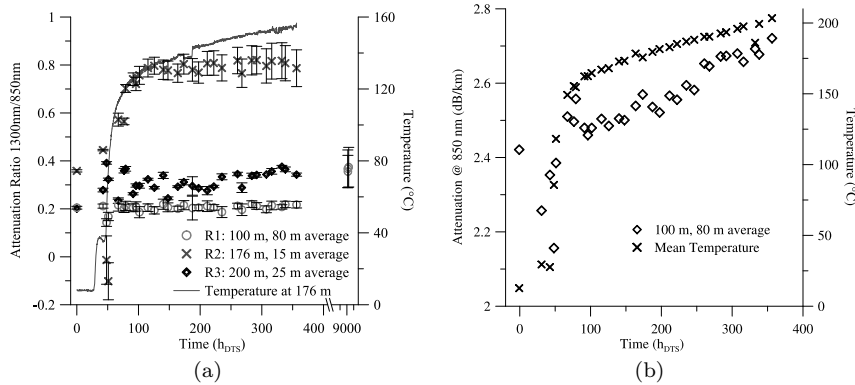 (a)
1
0.8
0.6
0.4
0.2
0
-0.2
Attenuation Ratio 1300nm/850nm
160
140
120
100
80
60
40
20
0
Temperature (°C)
R1: 100 m, 80 m average
R2: 176 m, 15 m average
R3: 200 m, 25 m average
Temperature at 176 m
0 100 200 300 400 9000
Time (hDTS)
(a)
(b)
2.8
2.6
2.4
2.2
2
Attenuation @ 850 nm (dB/km)
200
150
100
50
0
Temperature (°C)
100 m, 80 m average
Mean Temperature
0 100 200 300 400
Time (hDTS)
(b)